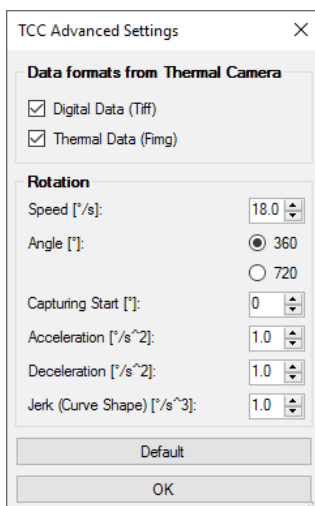 TCC Advanced Settings
Data formats from Thermal Camera
Digital Data (Tiff)
Thermal Data (Fimg)
Rotation
Speed [°/s]: 18.0
Angle [°]: 360
720
Capturing Start [°]: 0
Acceleration [°/s^2]: 1.0
Deceleration [°/s^2]: 1.0
Jerk (Curve Shape) [°/s^3]: 1.0
Default
OK